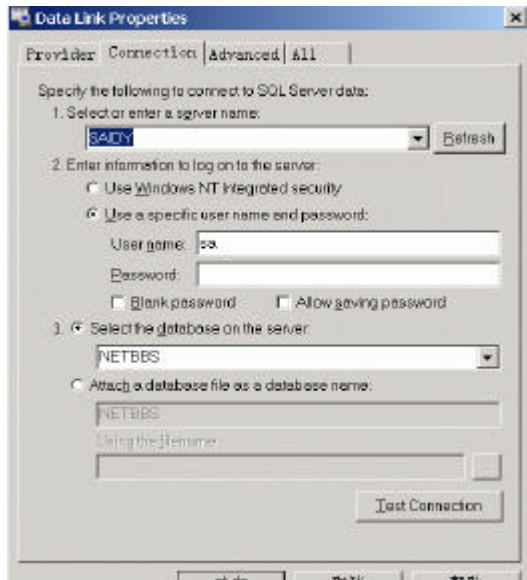 Data Link Properties
Provider Connection Advanced All
Specify the following to connect to SQL Server data:
1. Select or enter a server name:
SAIDY Refresh
2. Enter information to log on to the server:
Use Windows NT Integrated security
Use a specific user name and password:
User name: sa
Password:
Blank password Allow saving password
3. Select the database on the server:
NETBBS
Attach a database file as a database name:
NETBBS
Using the filename:
...
Test Connection